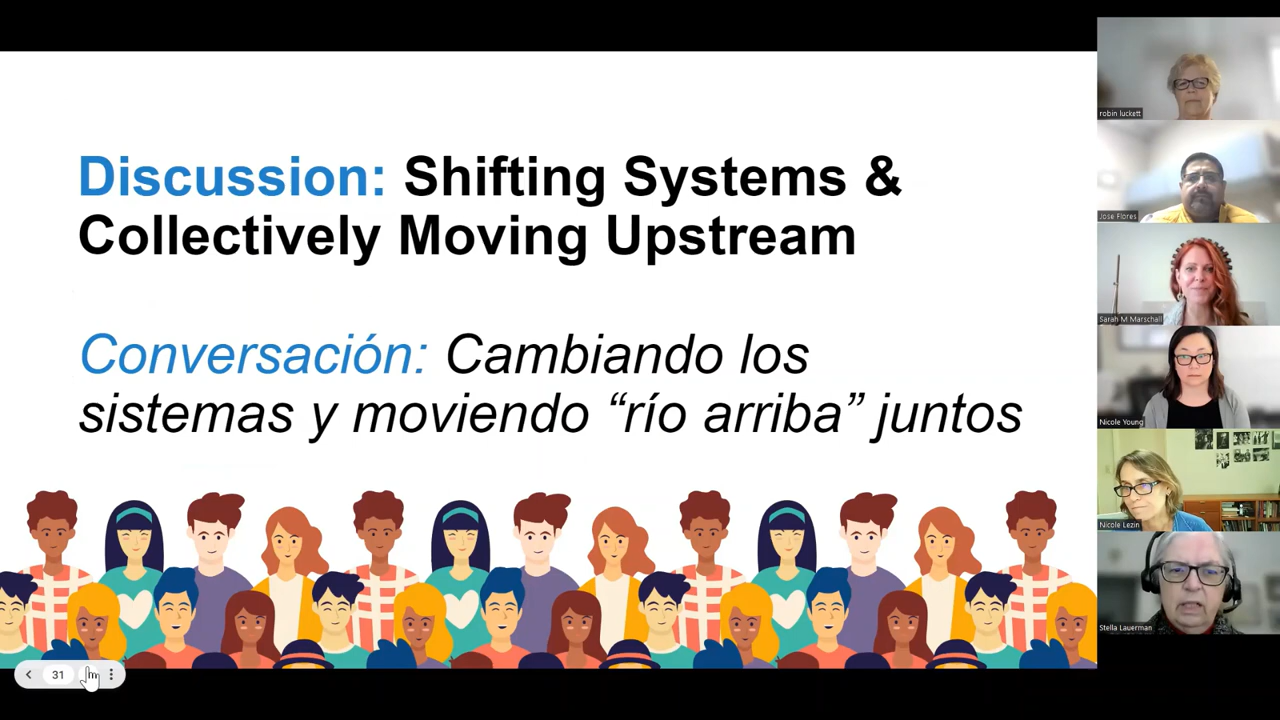 Discussion: Shifting Systems &
Collectively Moving Upstream
Conversación: Cambiando los
sistemas y moviendo “río arriba” juntos
robin luckett
Jose Flores
Sarah M Marschall
Nicole Young
Nicole Lezin
Stella Lauerman
31